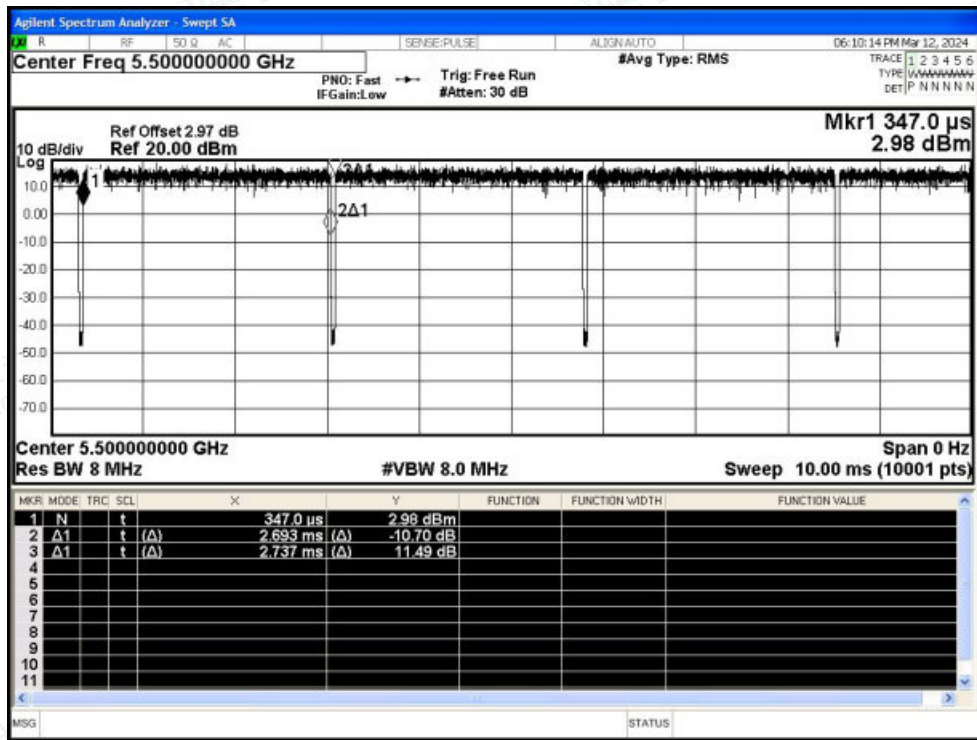 Agilent Spectrum Analyzer - Swept SA
LXI R RF 50 Ω AC SENSE:PULSE ALIGNAUTO 06:10:14 PM Mar 12, 2024
Center Freq 5.500000000 GHz #Avg Type: RMS TRACE 1 2 3 4 5 6
PNO: Fast Trig: Free Run TYPE
IFGain:Low #Atten: 30 dB DET P N N N N N
Mkr1 347.0 µs
Ref Offset 2.97 dB
10 dB/div Ref 20.00 dBm 2.98 dBm
Log
3Δ1
1
10.0
0.00
2Δ1
-10.0
-20.0
-30.0
-40.0
-50.0
-60.0
-70.0
Center 5.500000000 GHz Span 0 Hz
Res BW 8 MHz #VBW 8.0 MHz Sweep 10.00 ms (10001 pts)
MKR MODE TRC SCL X Y FUNCTION FUNCTION WIDTH FUNCTION VALUE
1 N t 347.0 µs 2.98 dBm
2 Δ1 t (Δ) 2.693 ms (Δ) -10.70 dB
3 Δ1 t (Δ) 2.737 ms (Δ) 11.49 dB
4
5
6
7
8
9
10
11
MSG STATUS